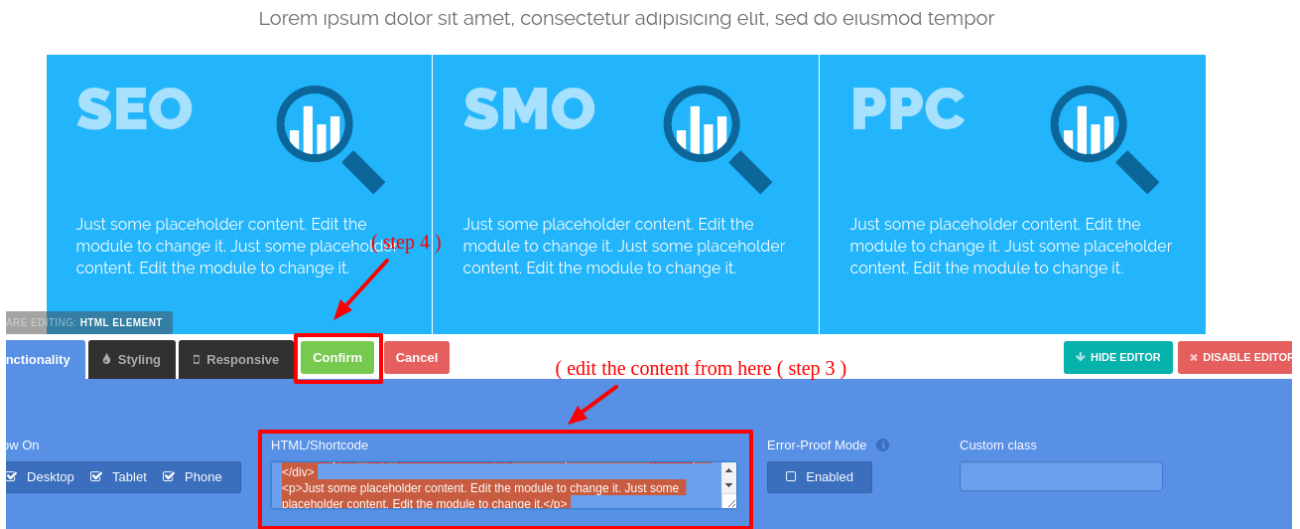 Lorem ipsum dolor sit amet, consectetur adipisicing elit, sed do eiusmod tempor
SEO
SMO
PPC
Just some placeholder content. Edit the
module to change it. Just some placeholder
content. Edit the module to change it.
Just some placeholder content. Edit the
module to change it. Just some placeholder
content. Edit the module to change it.
Just some placeholder content. Edit the
module to change it. Just some placeholder
content. Edit the module to change it.
( step 4 )
ARE EDITING: HTML ELEMENT
nctionality
Styling
Responsive
Confirm
Cancel
( edit the content from here ( step 3 )
HIDE EDITOR
DISABLE EDITOR
ow On
Desktop
Tablet
Phone
HTML/Shortcode
</div>
<p>Just some placeholder content. Edit the module to change it. Just some
placeholder content. Edit the module to change it.</p>
Error-Proof Mode
Enabled
Custom class